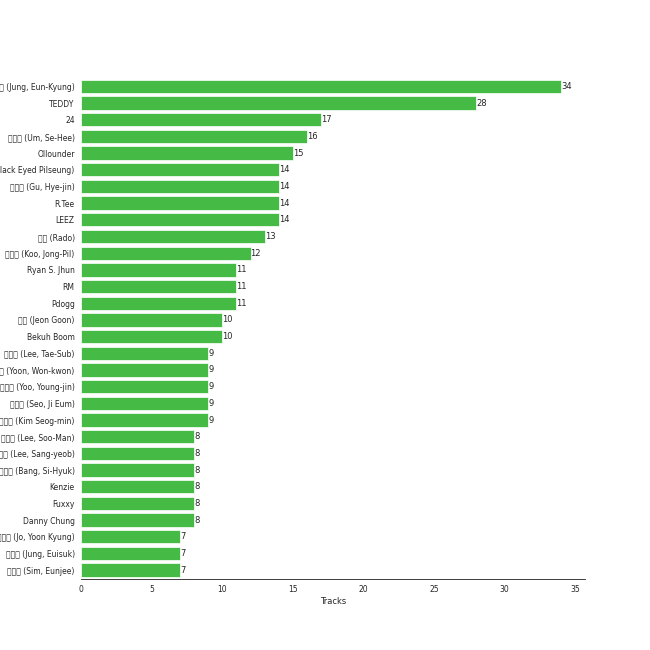 (Jung, Eun-Kyung) 34
TEDDY 28
24 17
(Um, Se-Hee) 16
Ollounder 15
lack Eyed Pilseung) 14
(Gu, Hye-jin) 14
R.Tee 14
LEEZ 14
(Rado) 13
(Koo, Jong-Pil) 12
Ryan S. Jhun 11
RM 11
Pdogg 11
(Jeon Goon) 10
Bekuh Boom 10
(Lee, Tae-Sub) 9
(Yoon, Won-kwon) 9
(Yoo, Young-jin) 9
(Seo, Ji Eum) 9
(Kim Seog-min) 9
(Lee, Soo-Man) 8
(Lee, Sang-yeob) 8
(Bang, Si-Hyuk) 8
Kenzie 8
Fuxxy 8
Danny Chung 8
(Jo, Yoon Kyung) 7
(Jung, Euisuk) 7
(Sim, Eunjee) 7
0 5 10 15 20 25 30 35
Tracks